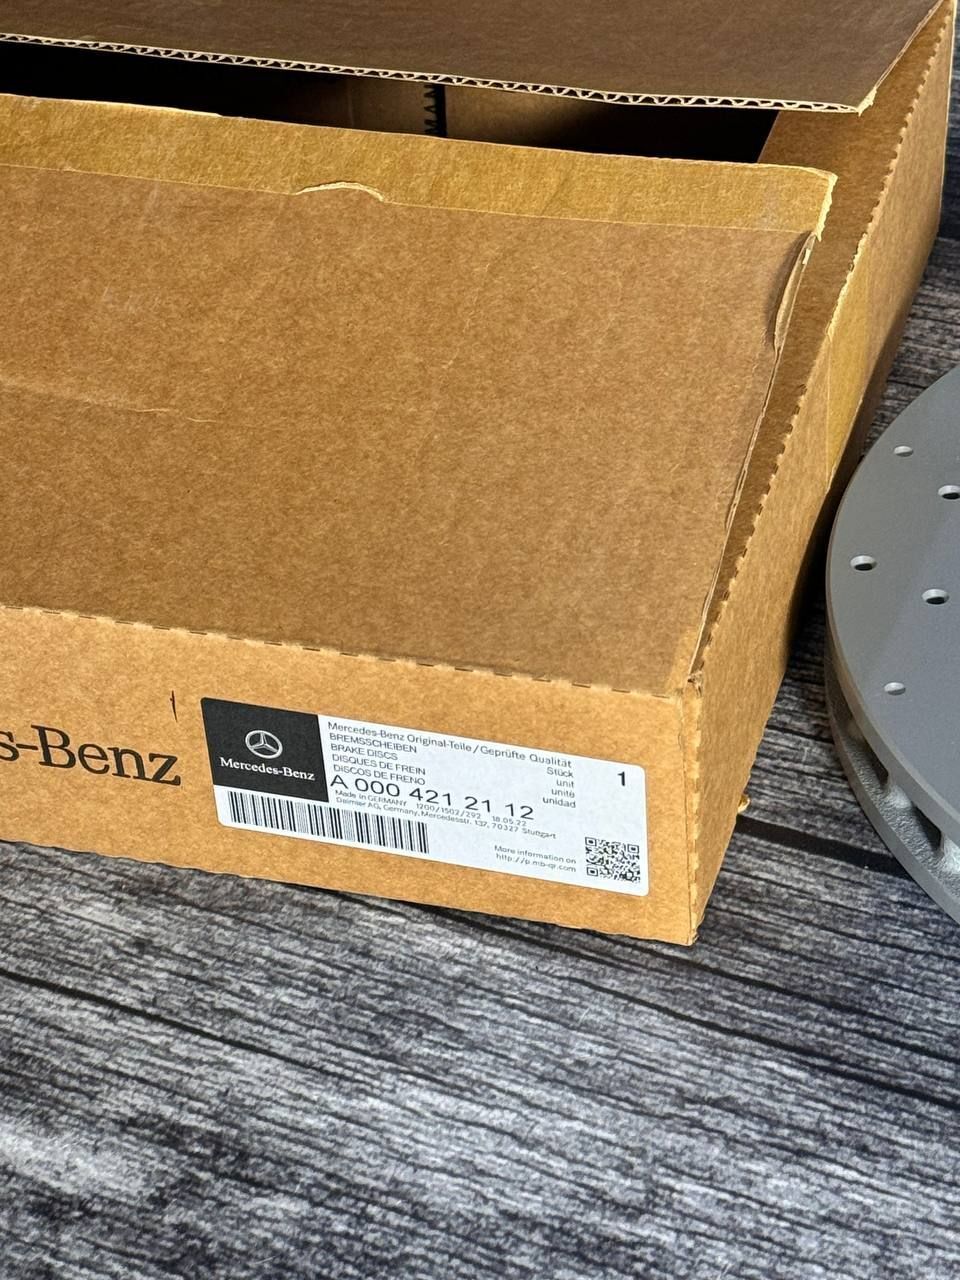 s-Benz
Mercedes-Benz
Mercedes-Benz Original-Teile/Geprüfte Qualität
BREMSSCHEIBEN
BRAKE DISCS
DISQUES DE FREIN
DISCOS DE FRENO
Stück
unit
unité
unidad
1
A 000 421 21 12
Made in GERMANY 1200/1502/292 18.05.22
Daimler AG, Germany, Mercedesstr. 137, 70327 Stuttgart
More information on
http://p.mb-qr.com